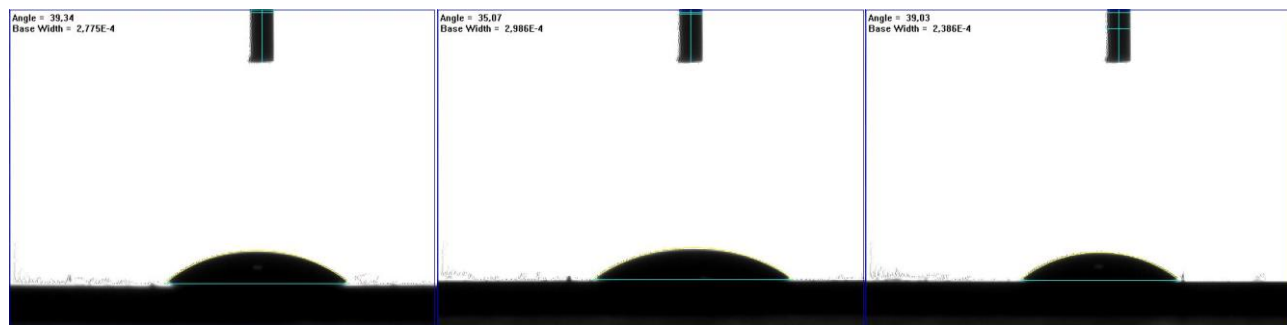 Angle = 39,34
Base Width = 2,775E-4
Angle = 35,07
Base Width = 2,986E-4
Angle = 39,03
Base Width = 2,386E-4